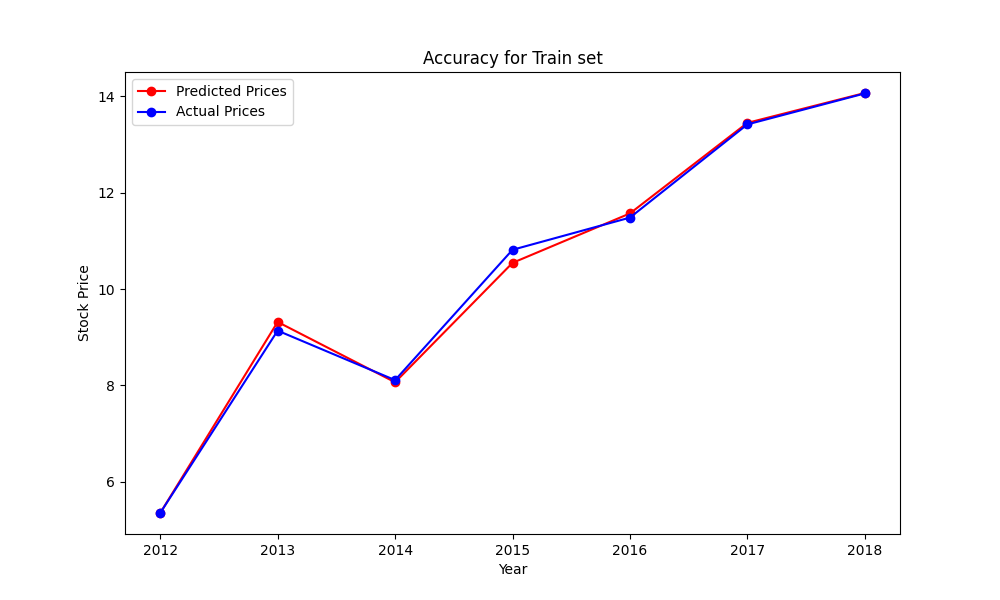 Accuracy for Train set
Predicted Prices
Actual Prices
14
12
10
8
6
Stock Price
2012 2013 2014 2015 2016 2017 2018
Year